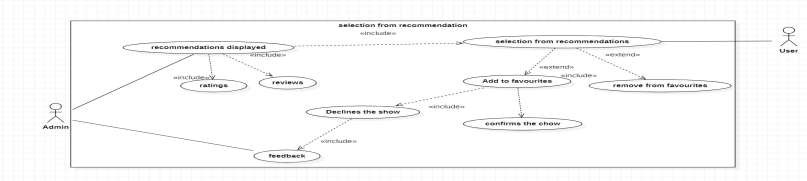 selection from recommendation
«include»
recommendations displayed
selection from recommendations
User
«include»
«extend»
«extend»
«include»
«include»
ratings
reviews
Add to favourites
remove from favourites
«include»
Declines the show
Admin
confirms the chow
«include»
feedback